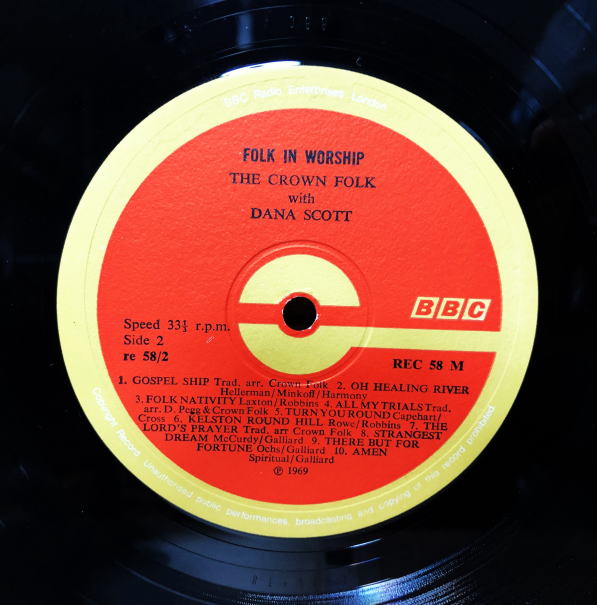 BBC Radio Enterprises, London
FOLK IN WORSHIP
THE CROWN FOLK
with
DANA SCOTT
BBC
Speed 33⅓ r.p.m.
Side 2
re 58/2
REC 58 M
1. GOSPEL SHIP Trad. arr. Crown Folk 2. OH HEALING RIVER
Hellerman/Minkoff/Harmony
3. FOLK NATIVITY Laxton/Robbins 4. ALL MY TRIALS Trad.
arr. D. Pegg & Crown Folk 5. TURN YOU ROUND Capehart/
Cross 6. KELSTON ROUND HILL Rowe/Robbins 7. THE
LORD'S PRAYER Trad. arr Crown Folk 8. STRANGEST
DREAM McCurdy/Galliard 9. THERE BUT FOR
FORTUNE Ochs/Galliard 10. AMEN
Spiritual/Galliard
℗ 1969
Copyright Record. Unauthorised public performances, broadcasting and copying of this record prohibited